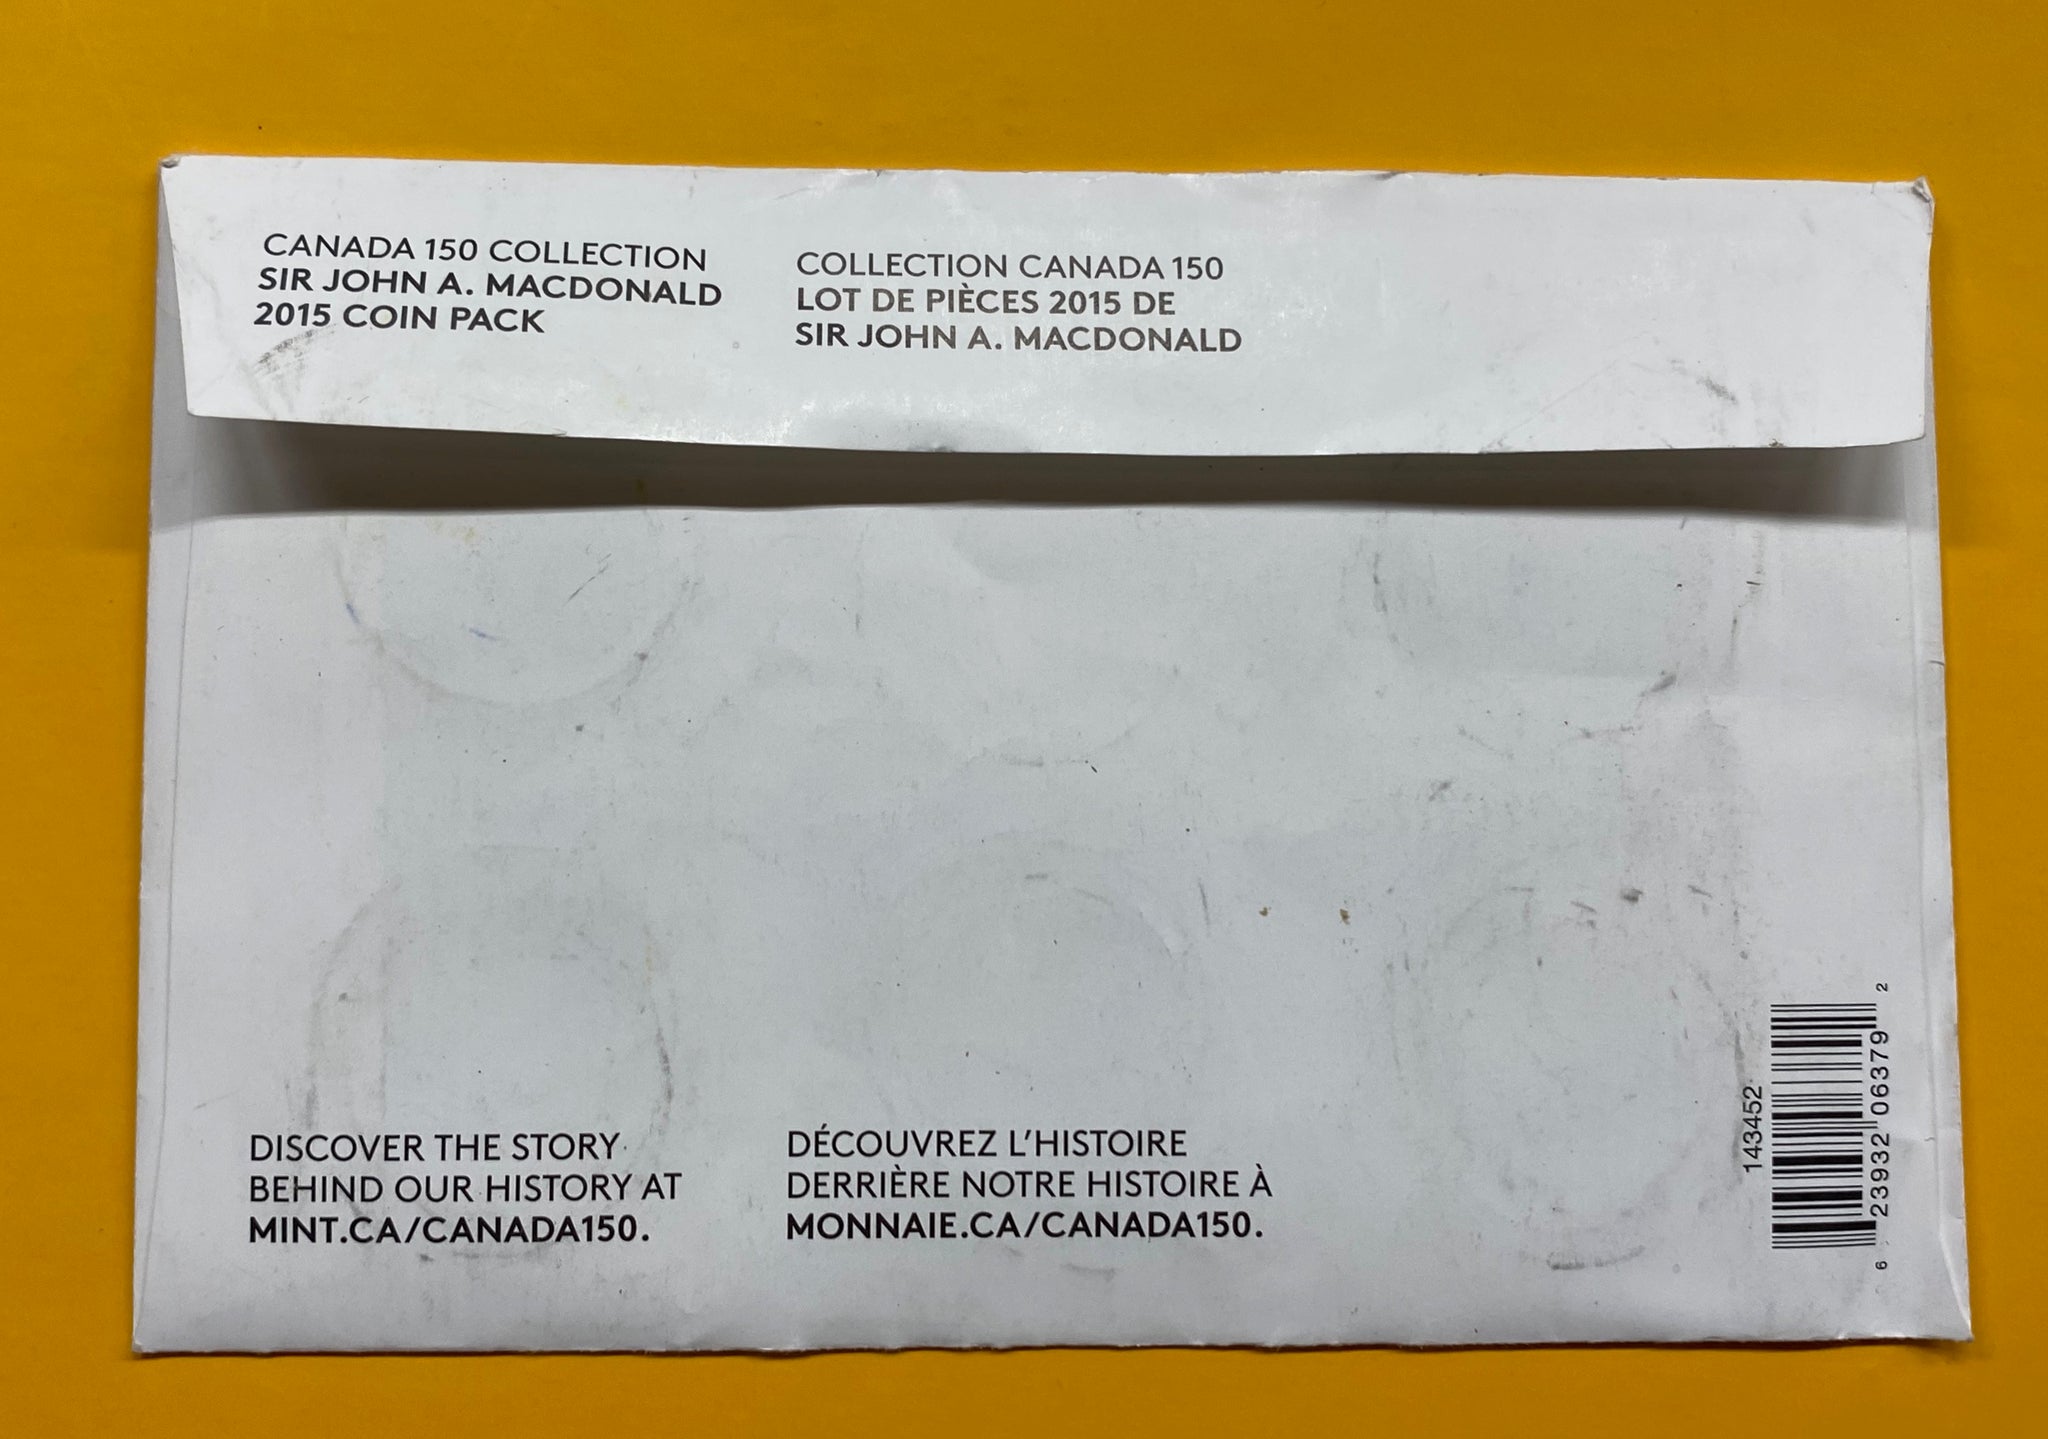 CANADA 150 COLLECTION
SIR JOHN A. MACDONALD
2015 COIN PACK
COLLECTION CANADA 150
LOT DE PIÈCES 2015 DE
SIR JOHN A. MACDONALD
DISCOVER THE STORY
BEHIND OUR HISTORY AT
MINT.CA/CANADA150.
DÉCOUVREZ L'HISTOIRE
DERRIÈRE NOTRE HISTOIRE À
MONNAIE.CA/CANADA150.
143452
6 23932 06379 2